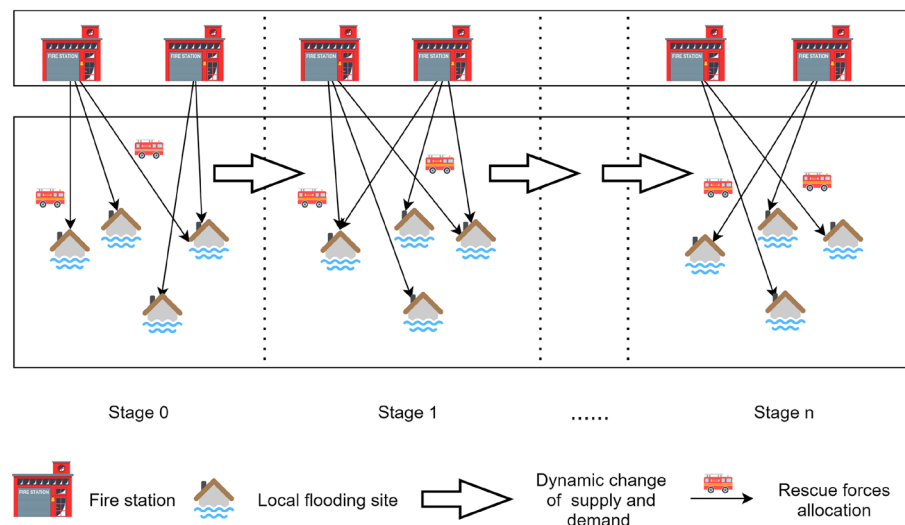 FIRE STATION
FIRE STATION
FIRE STATION
FIRE STATION
FIRE STATION
FIRE STATION
Stage 0
Stage 1
......
Stage n
FIRE STATION
Fire station
Local flooding site
Dynamic change
of supply and
demand
Rescue forces
allocation